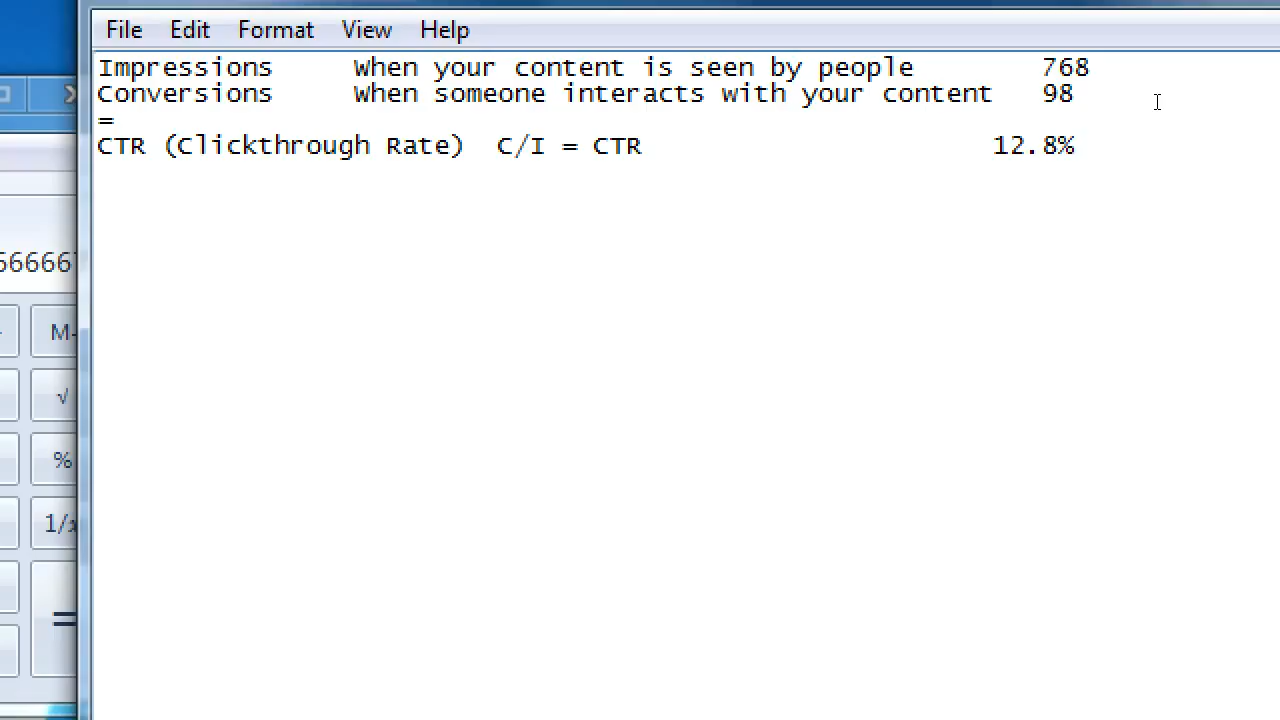 File Edit Format View Help
Impressions When your content is seen by people 768
Conversions When someone interacts with your content 98
=
CTR (Clickthrough Rate) C/I = CTR 12.8%
66666
M-
√
%
1/x
=